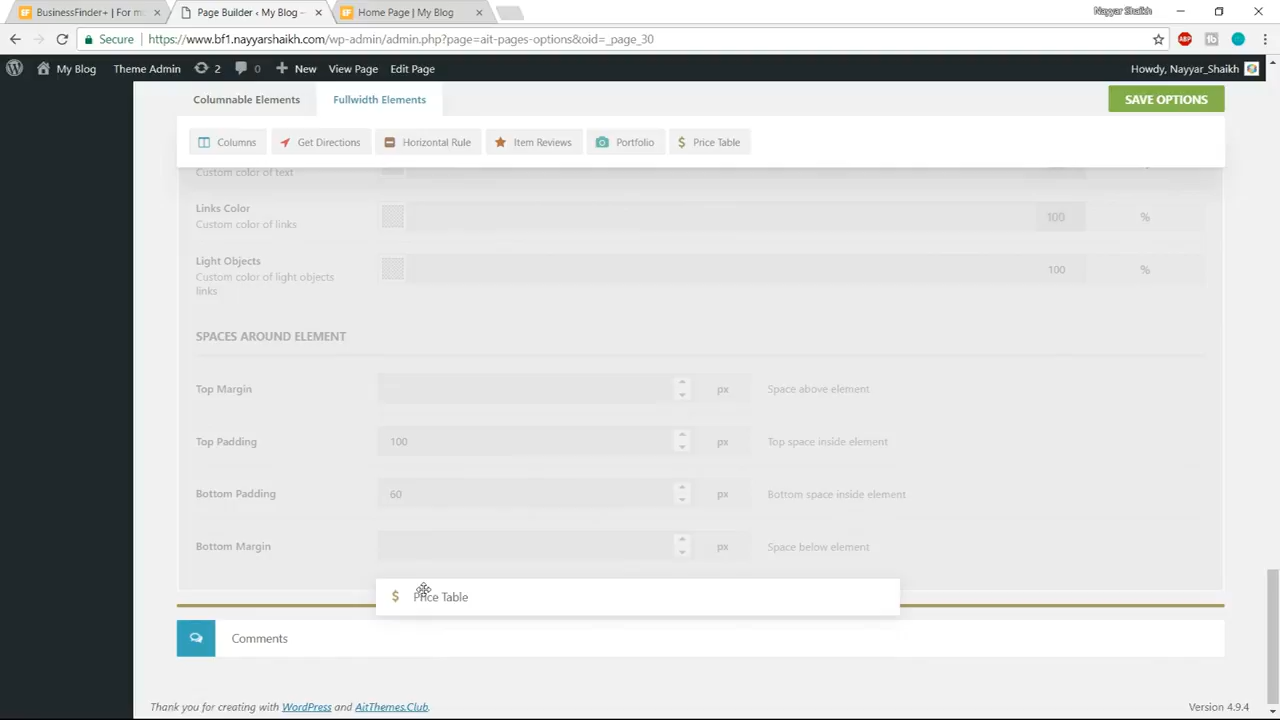 BusinessFinder+ | For m
Page Builder ‹ My Blog —
Home Page | My Blog
Nayyar Shaikh
Secure
https://www.bf1.nayyarshaikh.com/wp-admin/admin.php?page=ait-pages-options&oid=_page_30
ABP
My Blog
Theme Admin
2
0
New
View Page
Edit Page
Howdy, Nayyar_Shaikh
Columnable Elements
Fullwidth Elements
SAVE OPTIONS
Columns
Get Directions
Horizontal Rule
Item Reviews
Portfolio
$ Price Table
Custom color of text
Links Color
Custom color of links
100 %
Light Objects
Custom color of light objects
links
100 %
SPACES AROUND ELEMENT
Top Margin
px
Space above element
Top Padding
100
px
Top space inside element
Bottom Padding
60
px
Bottom space inside element
Bottom Margin
px
Space below element
$ Price Table
Comments
Thank you for creating with WordPress and AitThemes.Club.
Version 4.9.4